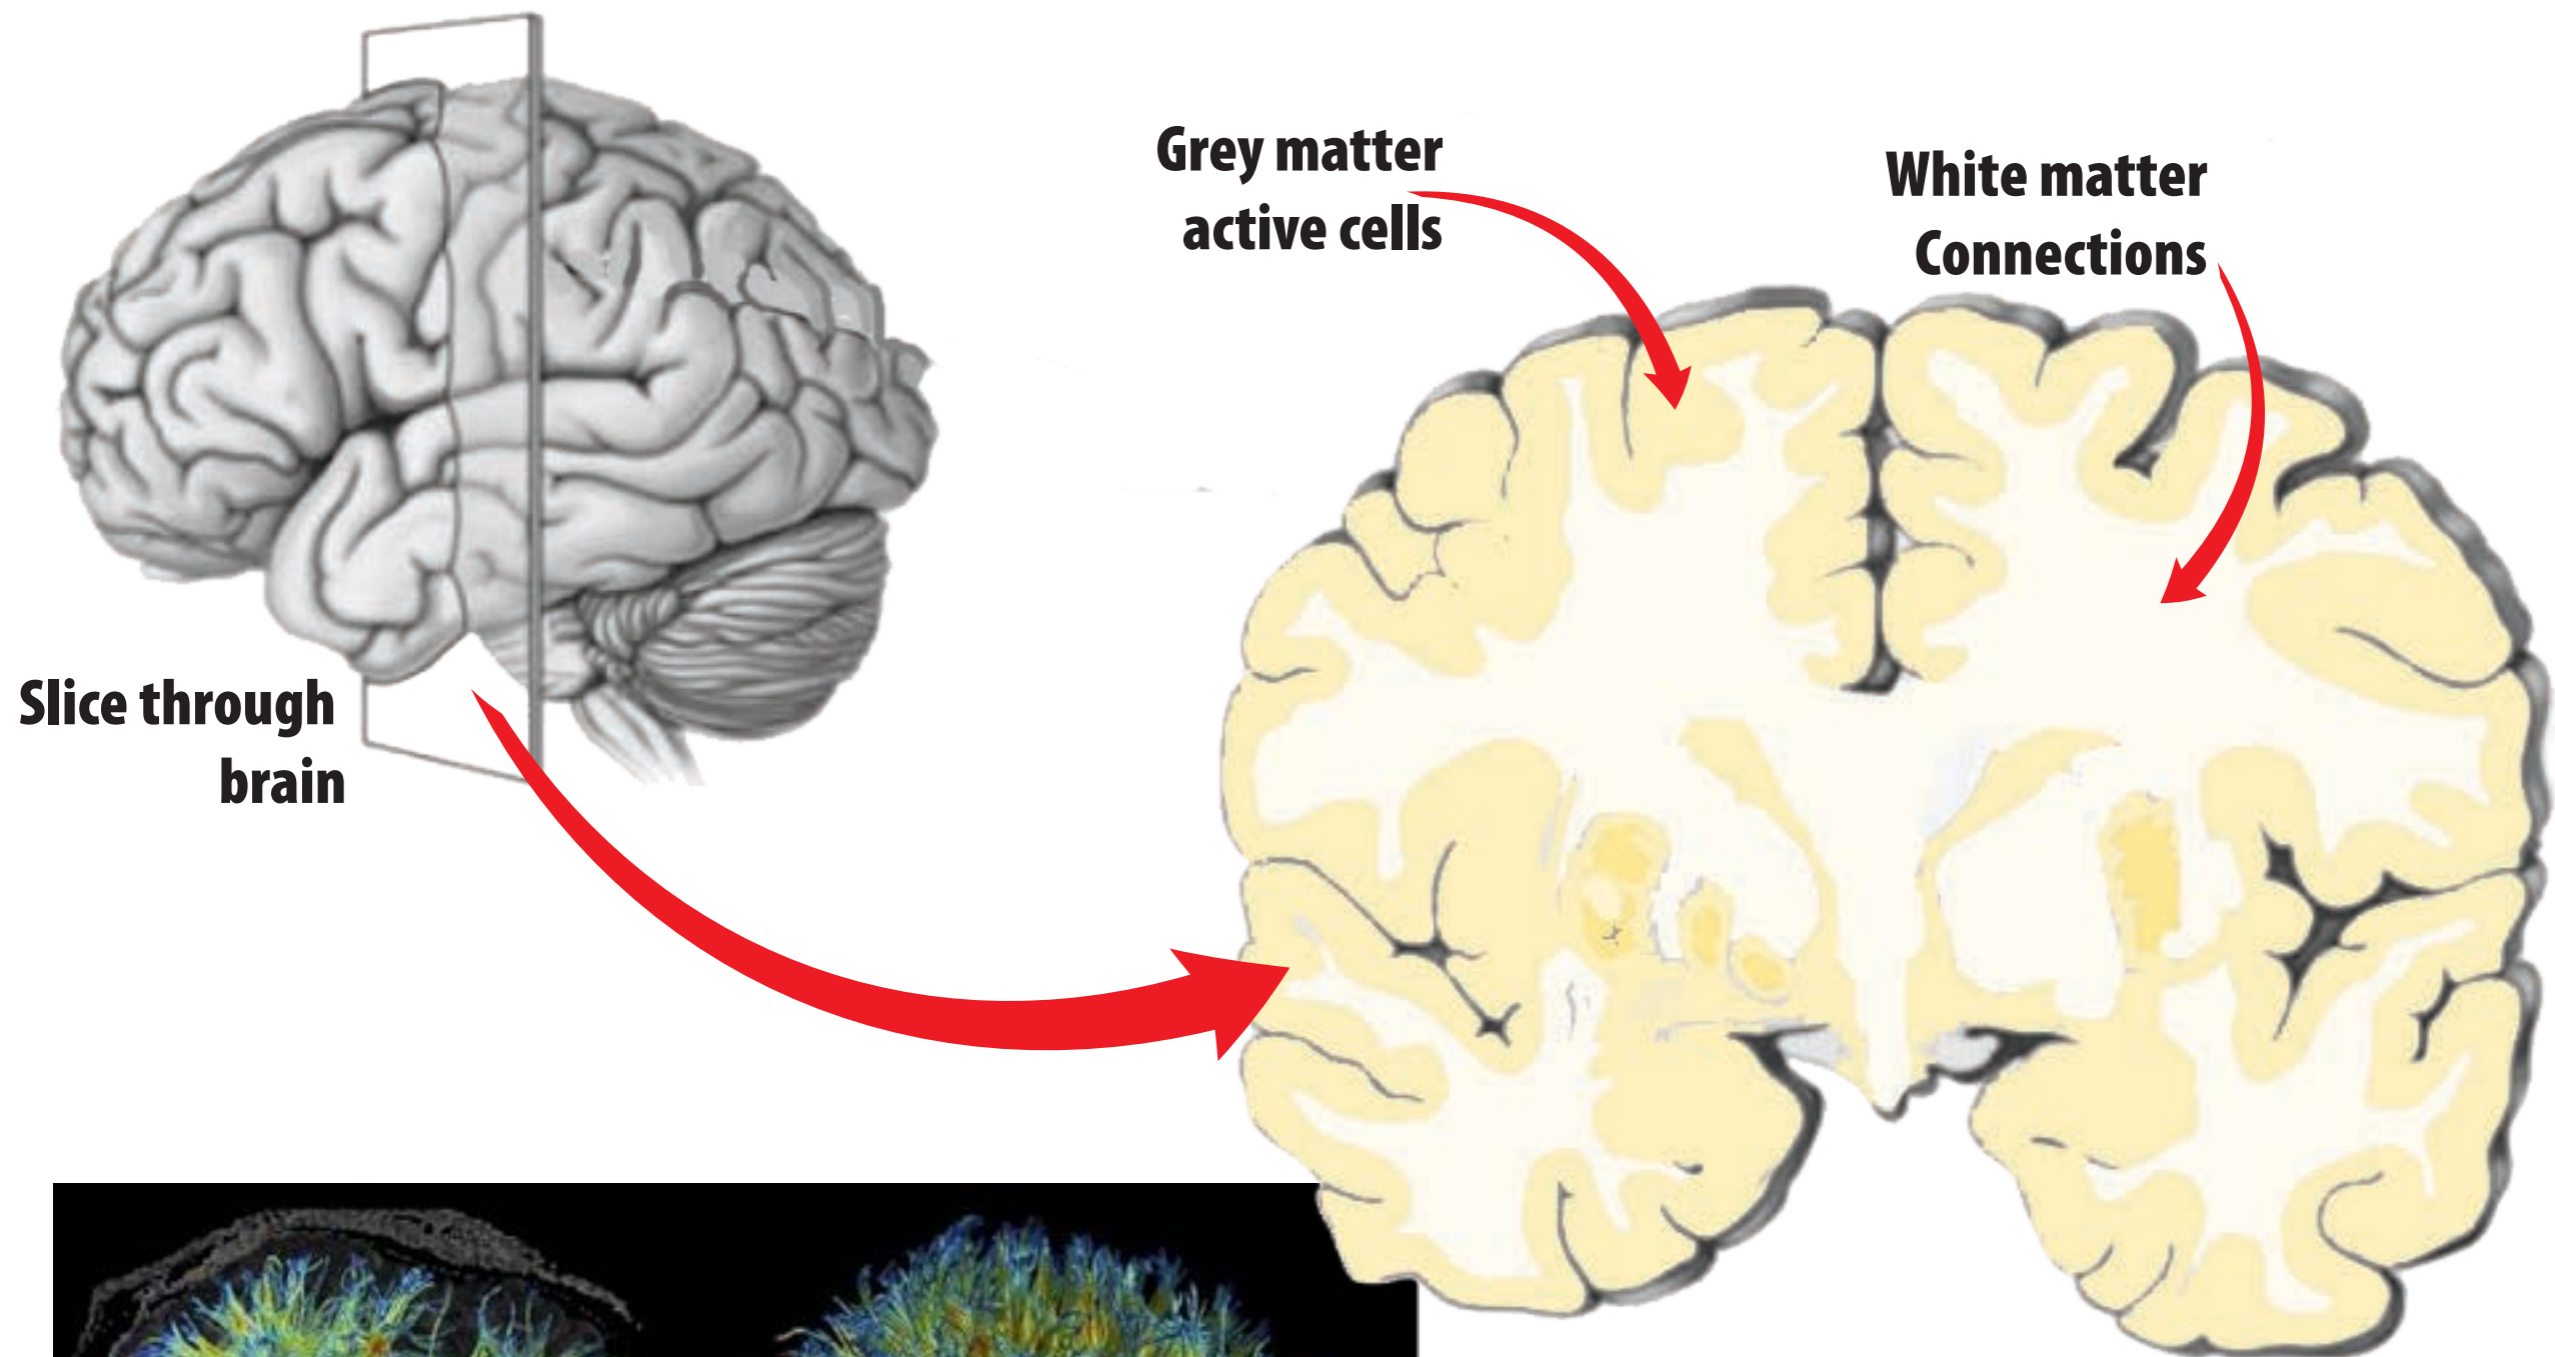 Grey matter
active cells
White matter
Connections
Slice through
brain